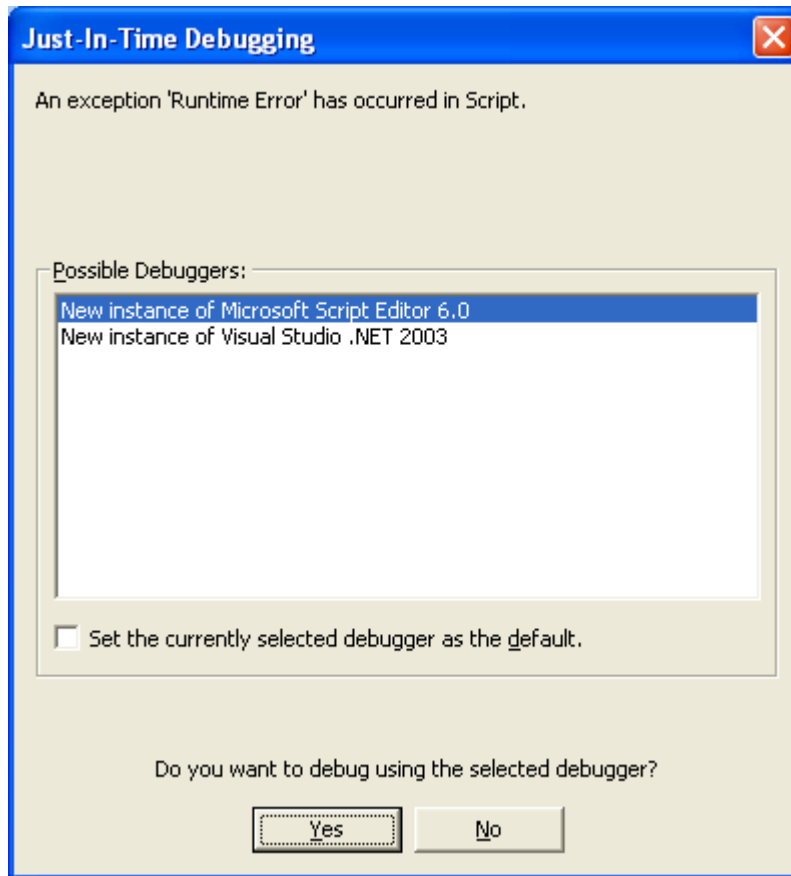 Just-In-Time Debugging
An exception 'Runtime Error' has occurred in Script.
Possible Debuggers:
New instance of Microsoft Script Editor 6.0
New instance of Visual Studio .NET 2003
Set the currently selected debugger as the default.
Do you want to debug using the selected debugger?
Yes
No